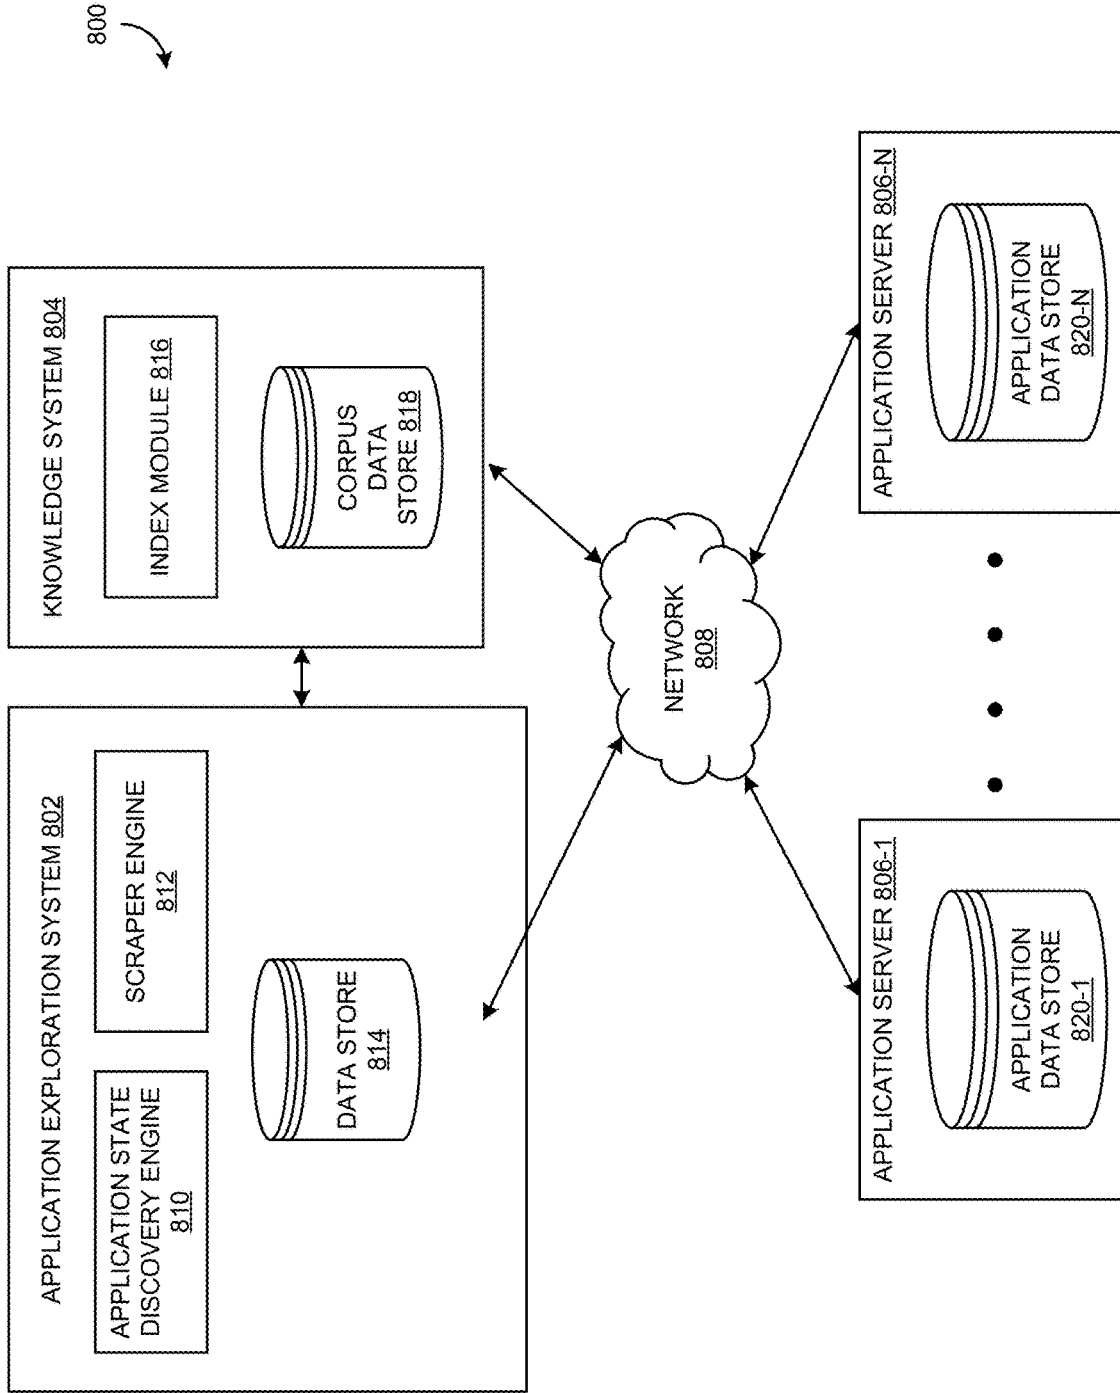 800
APPLICATION EXPLORATION SYSTEM 802
APPLICATION STATE
DISCOVERY ENGINE
810
SCRAPER ENGINE
812
DATA STORE
814
KNOWLEDGE SYSTEM 804
INDEX MODULE 816
CORPUS
DATA
STORE 818
NETWORK
808
APPLICATION SERVER 806-1
APPLICATION
DATA STORE
820-1
APPLICATION SERVER 806-N
APPLICATION
DATA STORE
820-N